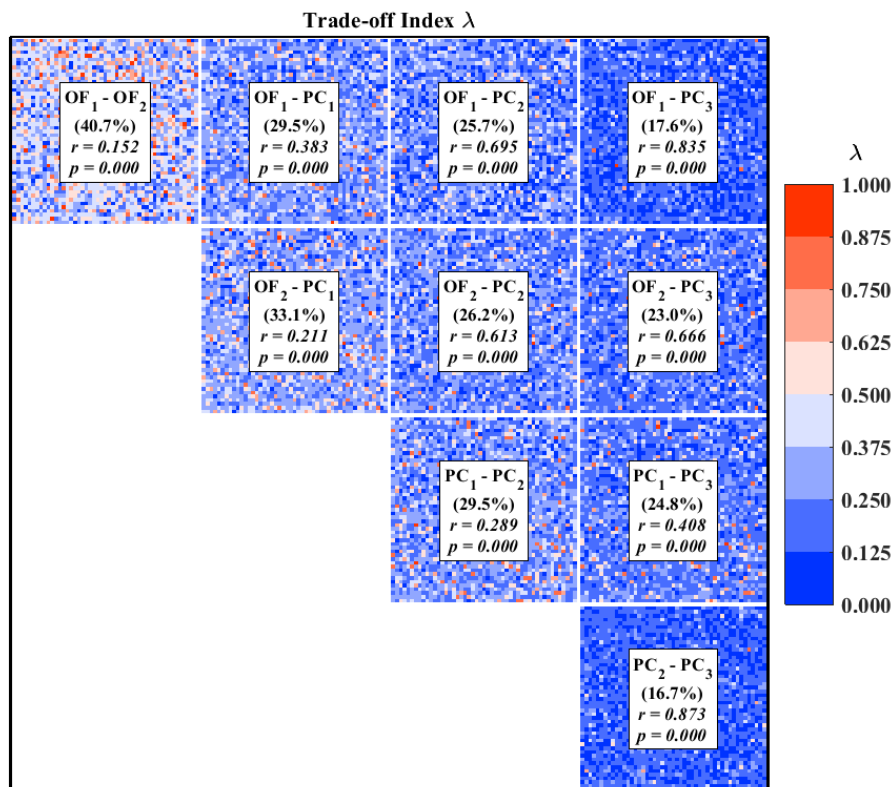 Trade-off Index λ
OF1 - OF2
(40.7%)
r = 0.152
p = 0.000
OF1 - PC1
(29.5%)
r = 0.383
p = 0.000
OF1 - PC2
(25.7%)
r = 0.695
p = 0.000
OF1 - PC3
(17.6%)
r = 0.835
p = 0.000
OF2 - PC1
(33.1%)
r = 0.211
p = 0.000
OF2 - PC2
(26.2%)
r = 0.613
p = 0.000
OF2 - PC3
(23.0%)
r = 0.666
p = 0.000
PC1 - PC2
(29.5%)
r = 0.289
p = 0.000
PC1 - PC3
(24.8%)
r = 0.408
p = 0.000
PC2 - PC3
(16.7%)
r = 0.873
p = 0.000
λ
1.000
0.875
0.750
0.625
0.500
0.375
0.250
0.125
0.000